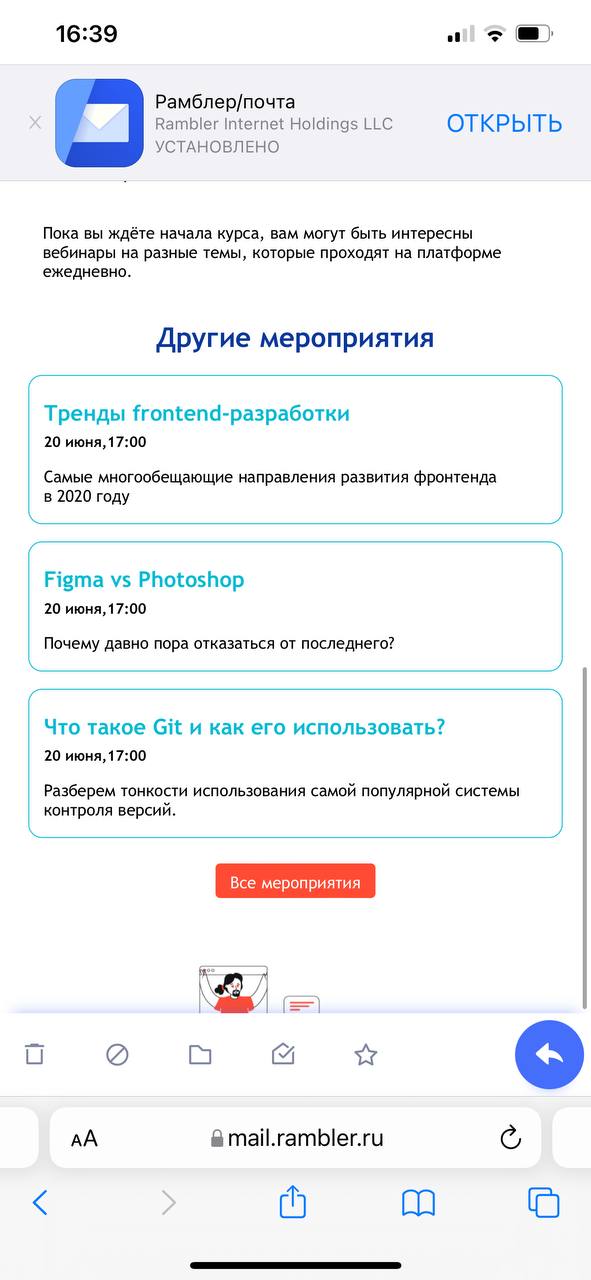 16:39
Рамблер/почта
Rambler Internet Holdings LLC
УСТАНОВЛЕНО
ОТКРЫТЬ
Пока вы ждёте начала курса, вам могут быть интересны
вебинары на разные темы, которые проходят на платформе
ежедневно.
Другие мероприятия
Тренды frontend-разработки
20 июня,17:00
Самые многообещающие направления развития фронтенда
в 2020 году
Figma vs Photoshop
20 июня,17:00
Почему давно пора отказаться от последнего?
Что такое Git и как его использовать?
20 июня,17:00
Разберем тонкости использования самой популярной системы
контроля версий.
Все мероприятия
AA
mail.rambler.ru